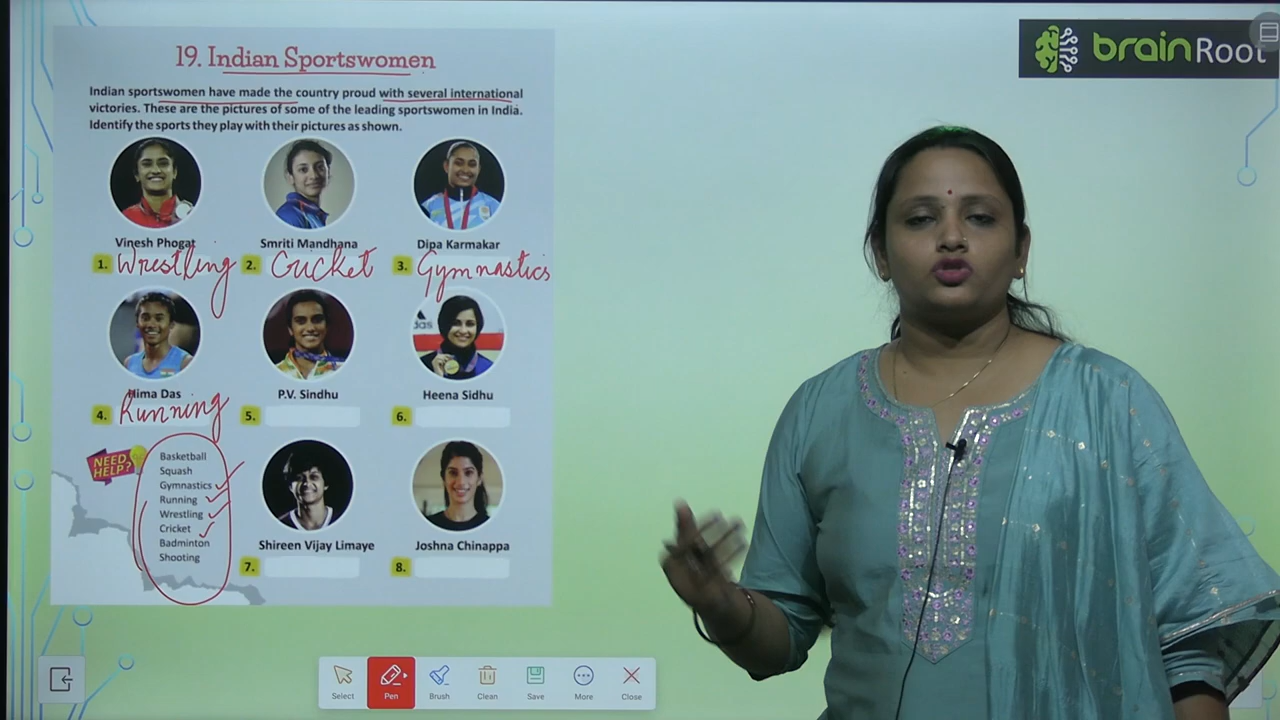 brainRoot
19. Indian Sportswomen
Indian sportswomen have made the country proud with several international
victories. These are the pictures of some of the leading sportswomen in India.
Identify the sports they play with their pictures as shown.
Vinesh Phogat
Smriti Mandhana
Dipa Karmakar
1. Wrestling
2. Cricket
3. Gymnastics
das
Hima Das
P.V. Sindhu
Heena Sidhu
4. Running
5.
6.
NEED
HELP?
Basketball
Squash
Gymnastics
Running
Wrestling
Cricket
Badminton
Shooting
Shireen Vijay Limaye
Joshna Chinappa
7.
8.
Select
Pen
Brush
Clean
Save
More
Close